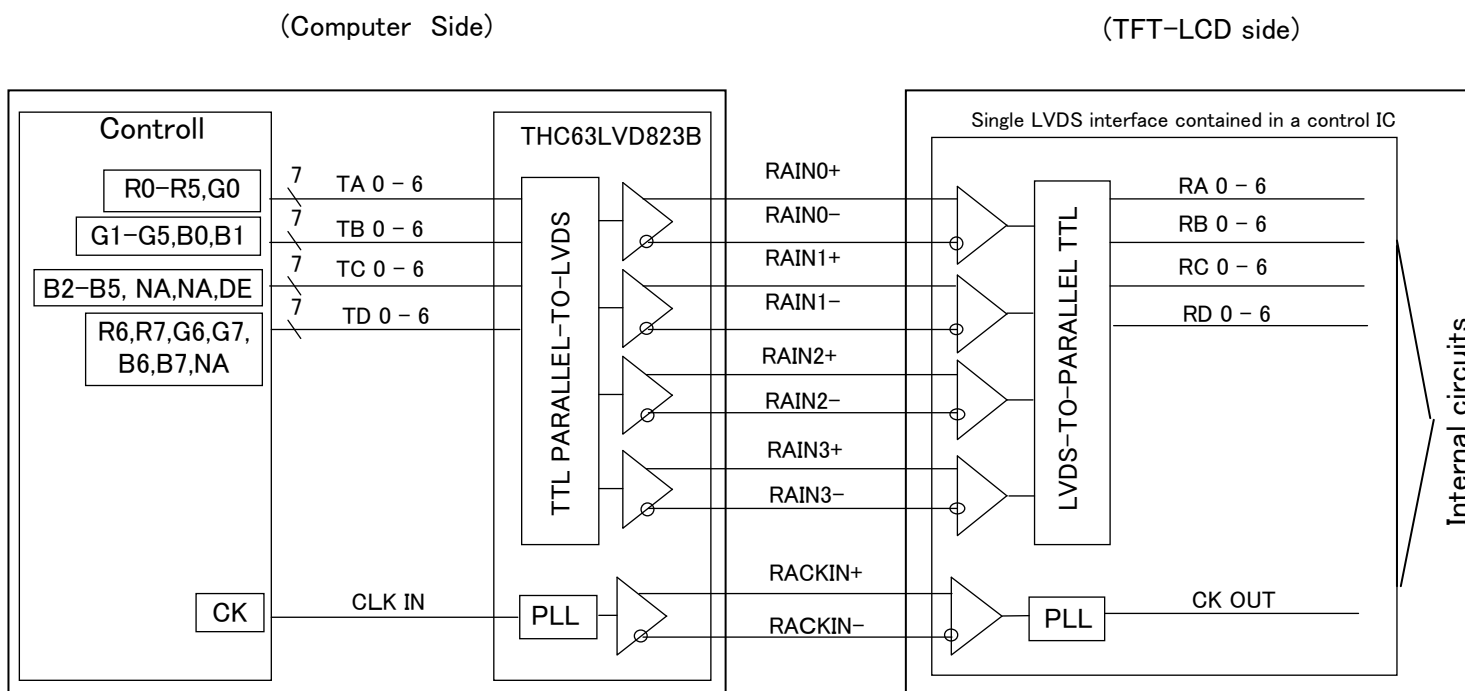 (Computer Side)
(TFT-LCD side)
Controll
THC63LVD823B
Single LVDS interface contained in a control IC
R0-R5,G0
7
TA 0 - 6
RAIN0+
RA 0 - 6
G1-G5,B0,B1
7
TB 0 - 6
RAIN0-
RB 0 - 6
B2-B5, NA,NA,DE
7
TC 0 - 6
RAIN1+
RC 0 - 6
R6,R7,G6,G7,
B6,B7,NA
7
TD 0 - 6
RAIN1-
RD 0 - 6
TTL PARALLEL-TO-LVDS
RAIN2+
RAIN2-
RAIN3+
RAIN3-
LVDS-TO-PARALLEL TTL
Internal circuits
CK
CLK IN
PLL
RACKIN+
RACKIN-
PLL
CK OUT